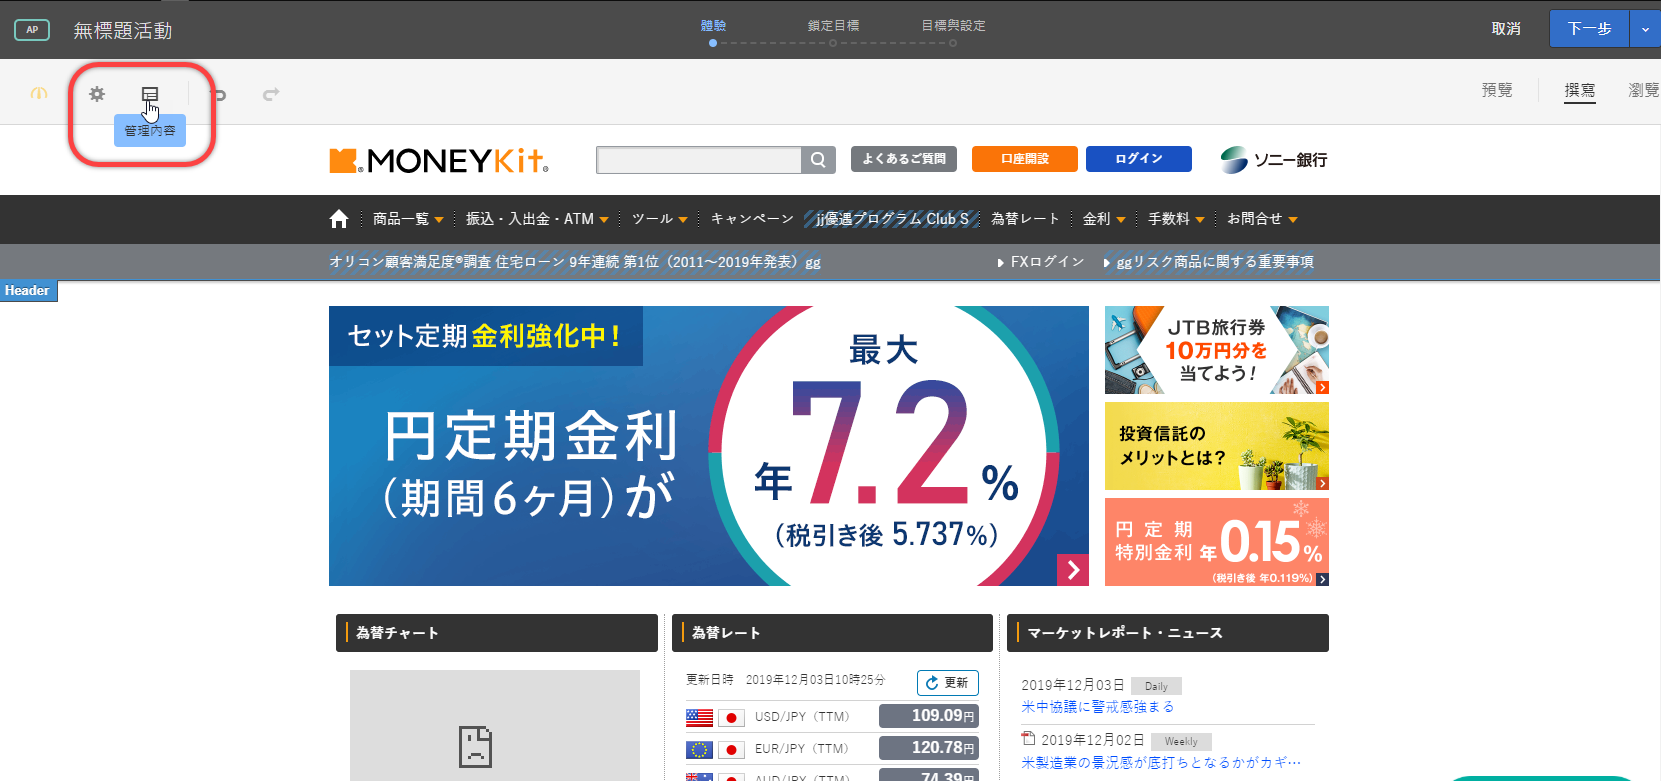 AP
無標題活動
體驗
鎖定目標
目標與設定
取消
下一步
預覽
撰寫
瀏覽
管理內容
MONEYKit
よくあるご質問
口座開設
ログイン
ソニー銀行
商品一覧
振込・入出金・ATM
ツール
キャンペーン
jj優遇プログラム Club S
為替レート
金利
手数料
お問合せ
オリコン顧客満足度®調査 住宅ローン 9年連続 第1位（2011～2019年発表）gg
FXログイン
ggリスク商品に関する重要事項
Header
セット定期 金利強化中！
円定期金利
（期間6ヶ月）が
最大
年7.2%
（税引き後 5.737%）
JTB旅行券
10万円分を
当てよう！
投資信託の
メリットとは？
円定期
特別金利 年0.15%
（税引き後 年0.119%）
為替チャート
為替レート
更新日時 2019年12月03日10時25分
更新
USD/JPY（TTM） 109.09円
EUR/JPY（TTM） 120.78円
AUD/JPY（TTM） 74.39円
マーケットレポート・ニュース
2019年12月03日 Daily
米中協議に警戒感強まる
2019年12月02日 Weekly
米製造業の景況感が底打ちとなるかがカギ…